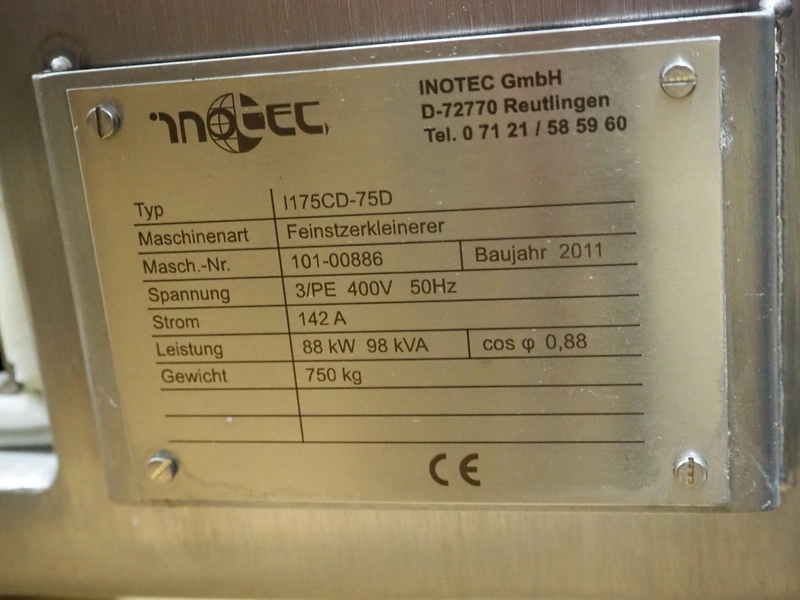 INOTEC
INOTEC GmbH
D-72770 Reutlingen
Tel. 0 71 21 / 58 59 60
Typ I175CD-75D
Maschinenart Feinstzerkleinerer
Masch.-Nr. 101-00886 Baujahr 2011
Spannung 3/PE 400V 50Hz
Strom 142 A
Leistung 88 kW 98 kVA cos φ 0,88
Gewicht 750 kg
CE